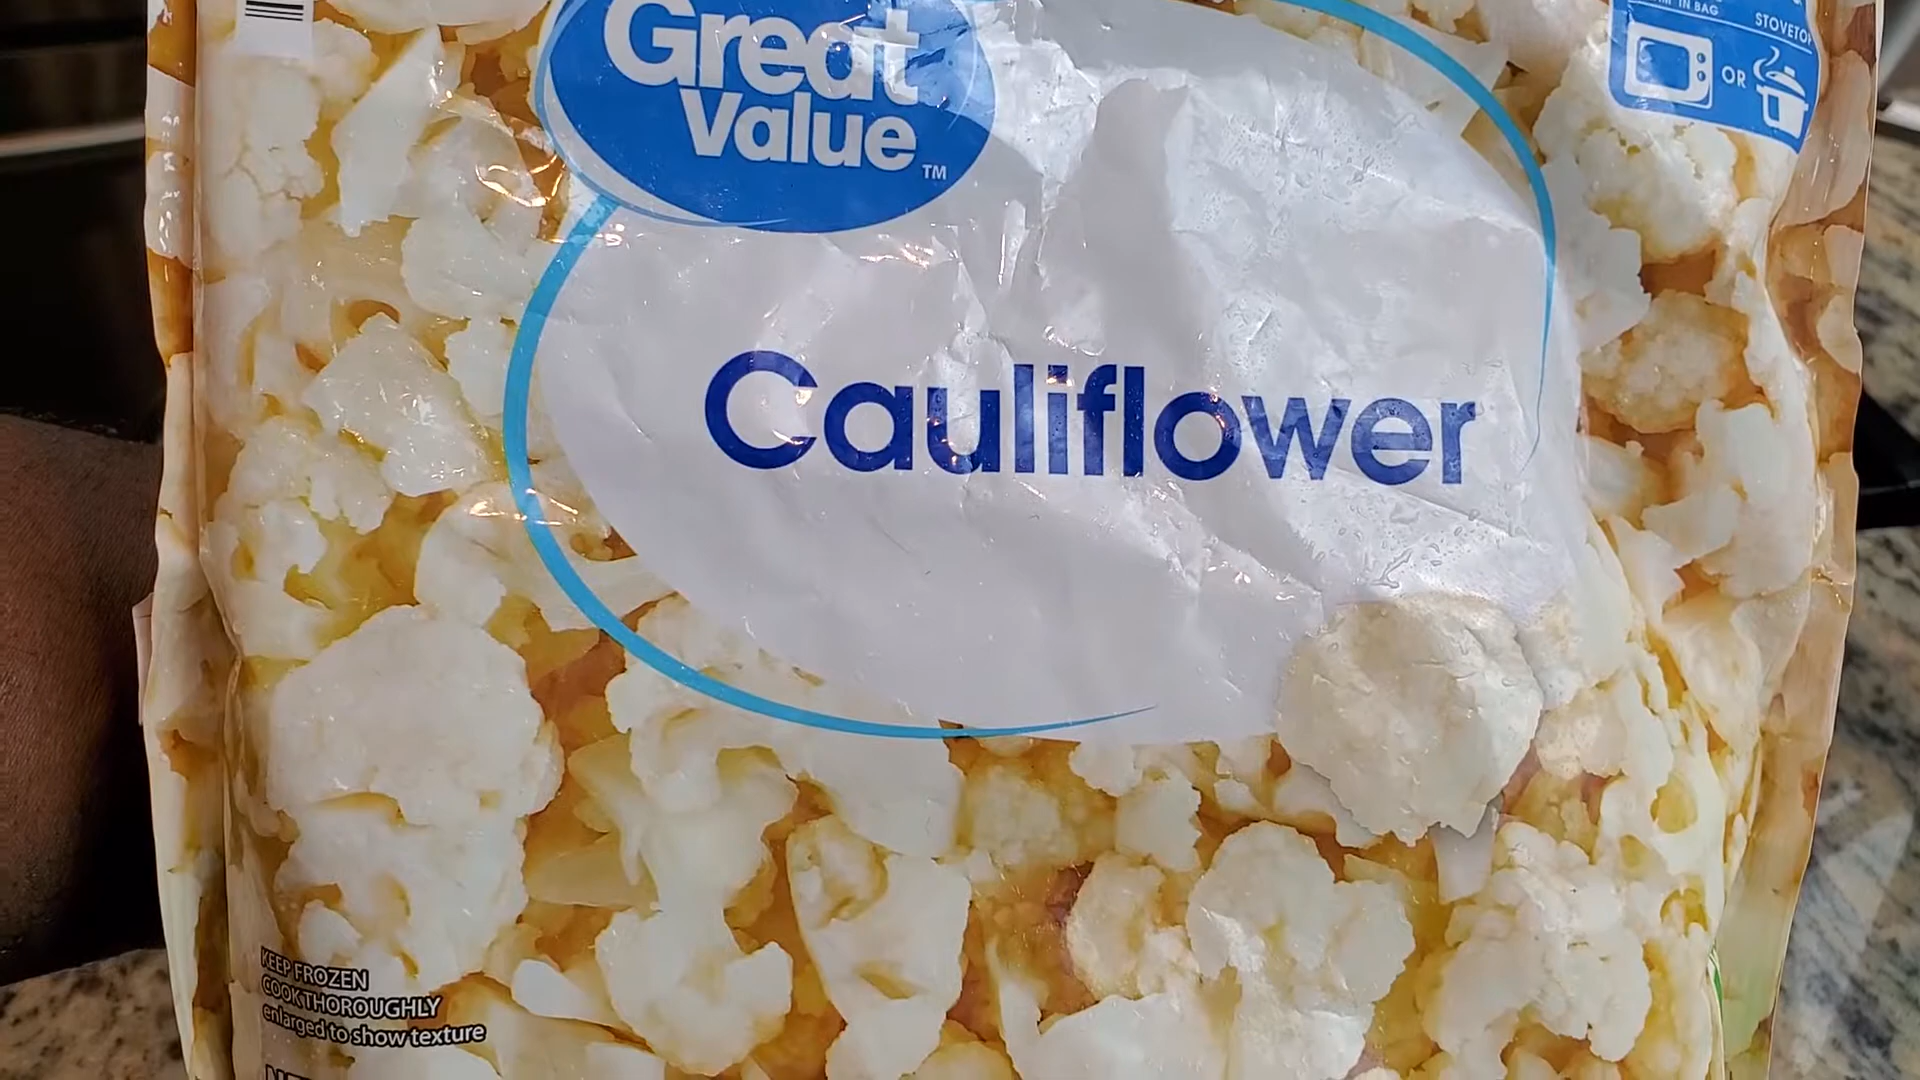 Great
Value
TM
IN BAG
STOVETOP
OR
Cauliflower
KEEP FROZEN
COOK THOROUGHLY
enlarged to show texture